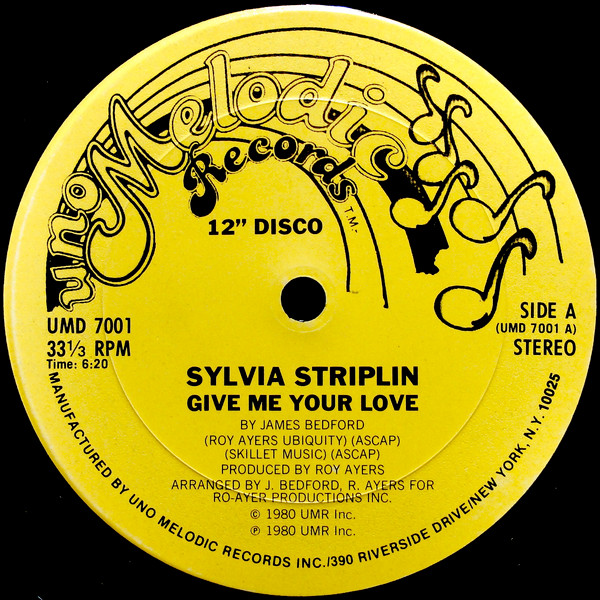 uno Melodic
Records T.M.
12" DISCO
UMD 7001
33⅓ RPM
Time: 6:20
SIDE A
(UMD 7001 A)
STEREO
SYLVIA STRIPLIN
GIVE ME YOUR LOVE
BY JAMES BEDFORD
(ROY AYERS UBIQUITY) (ASCAP)
(SKILLET MUSIC) (ASCAP)
PRODUCED BY ROY AYERS
ARRANGED BY J. BEDFORD, R. AYERS FOR
RO-AYER PRODUCTIONS INC.
© 1980 UMR Inc.
℗ 1980 UMR Inc.
MANUFACTURED BY UNO MELODIC RECORDS INC./390 RIVERSIDE DRIVE/NEW YORK, N.Y. 10025